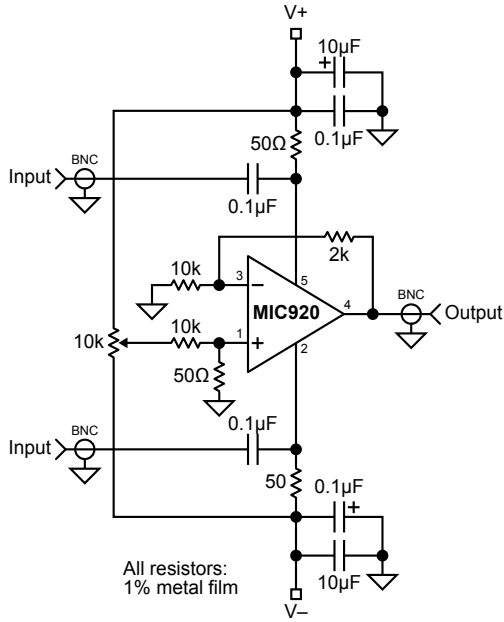 V+
10µF
+
0.1µF
50Ω
BNC
Input
0.1µF
2k
10k
3
−
5
MIC920
4
BNC
Output
10k
10k
1
+
2
50Ω
0.1µF
BNC
Input
50
0.1µF
+
10µF
All resistors:
1% metal film
V−